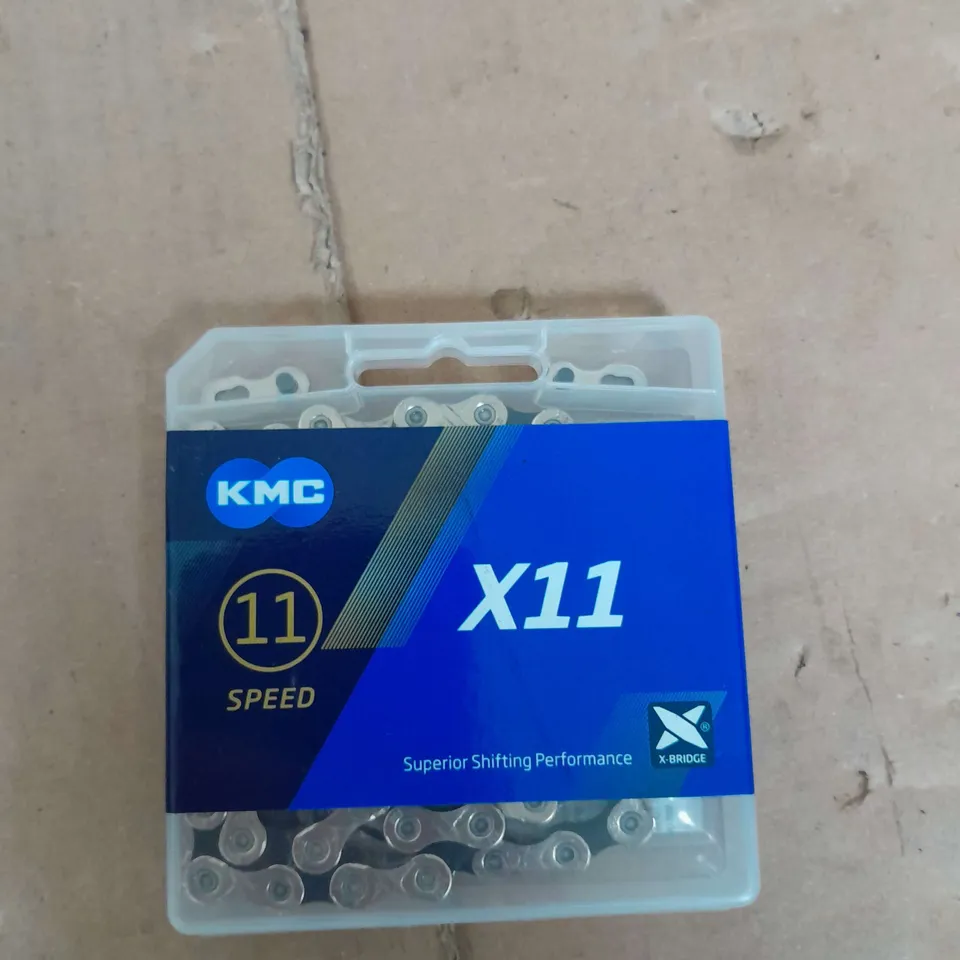 KMC
11
SPEED
X11
Superior Shifting Performance
®
X-BRIDGE